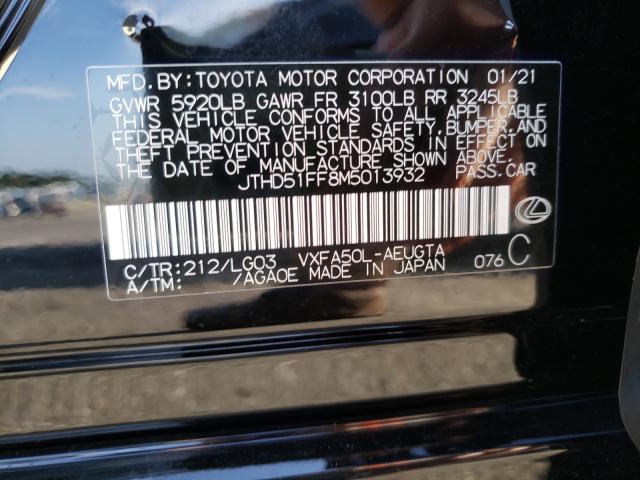 MFD.BY:TOYOTA MOTOR CORPORATION 01/21
GVWR 5920LB GAWR FR 3100LB RR 3245LB
THIS VEHICLE CONFORMS TO ALL APPLICABLE
FEDERAL MOTOR VEHICLE SAFETY,BUMPER,AND
THEFT PREVENTION STANDARDS IN EFFECT ON
THE DATE OF MANUFACTURE SHOWN ABOVE.
JTHD51FF8M5013932 PASS.CAR
C/TR:212/LG03 VXFA50L-AEUGTA
A/TM: /AGA0E MADE IN JAPAN 076 C